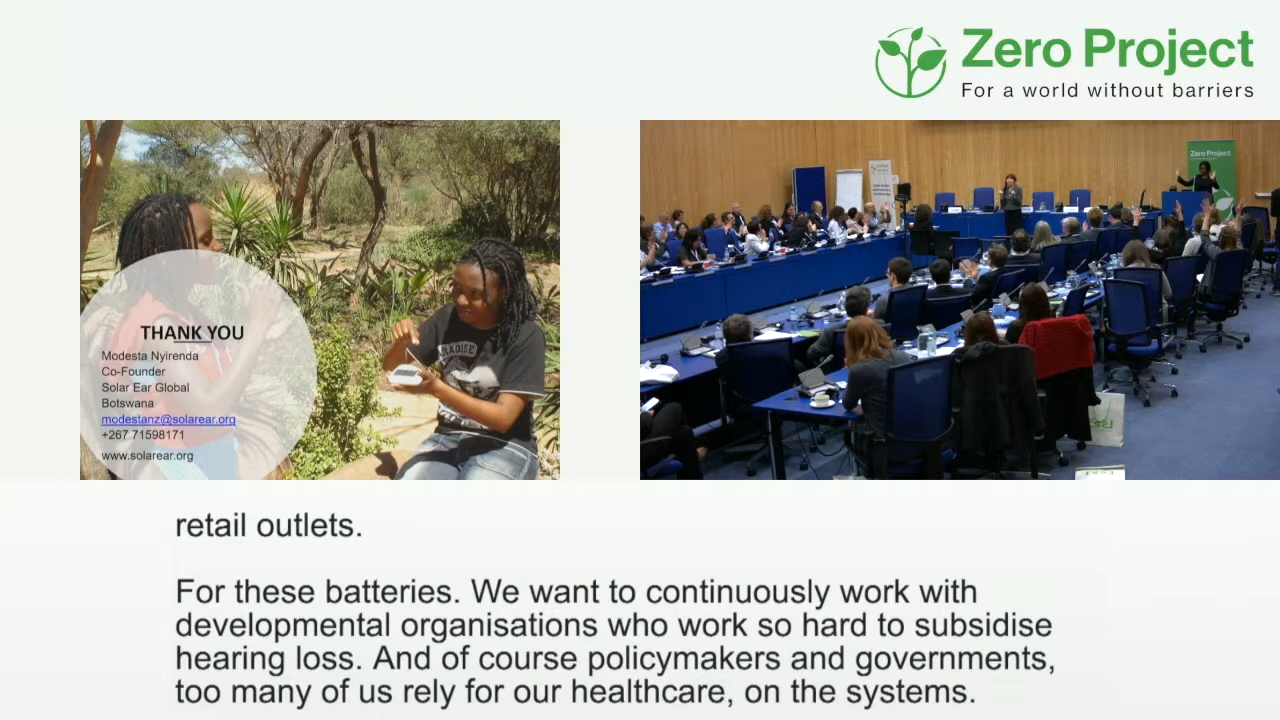 Zero Project
For a world without barriers
THANK YOU
Modesta Nyirenda
Co-Founder
Solar Ear Global
Botswana
modestanz@solarear.org
+267 71598171
www.solarear.org
PARADISE
Zero Project
retail outlets.
For these batteries. We want to continuously work with
developmental organisations who work so hard to subsidise
hearing loss. And of course policymakers and governments,
too many of us rely for our healthcare, on the systems.